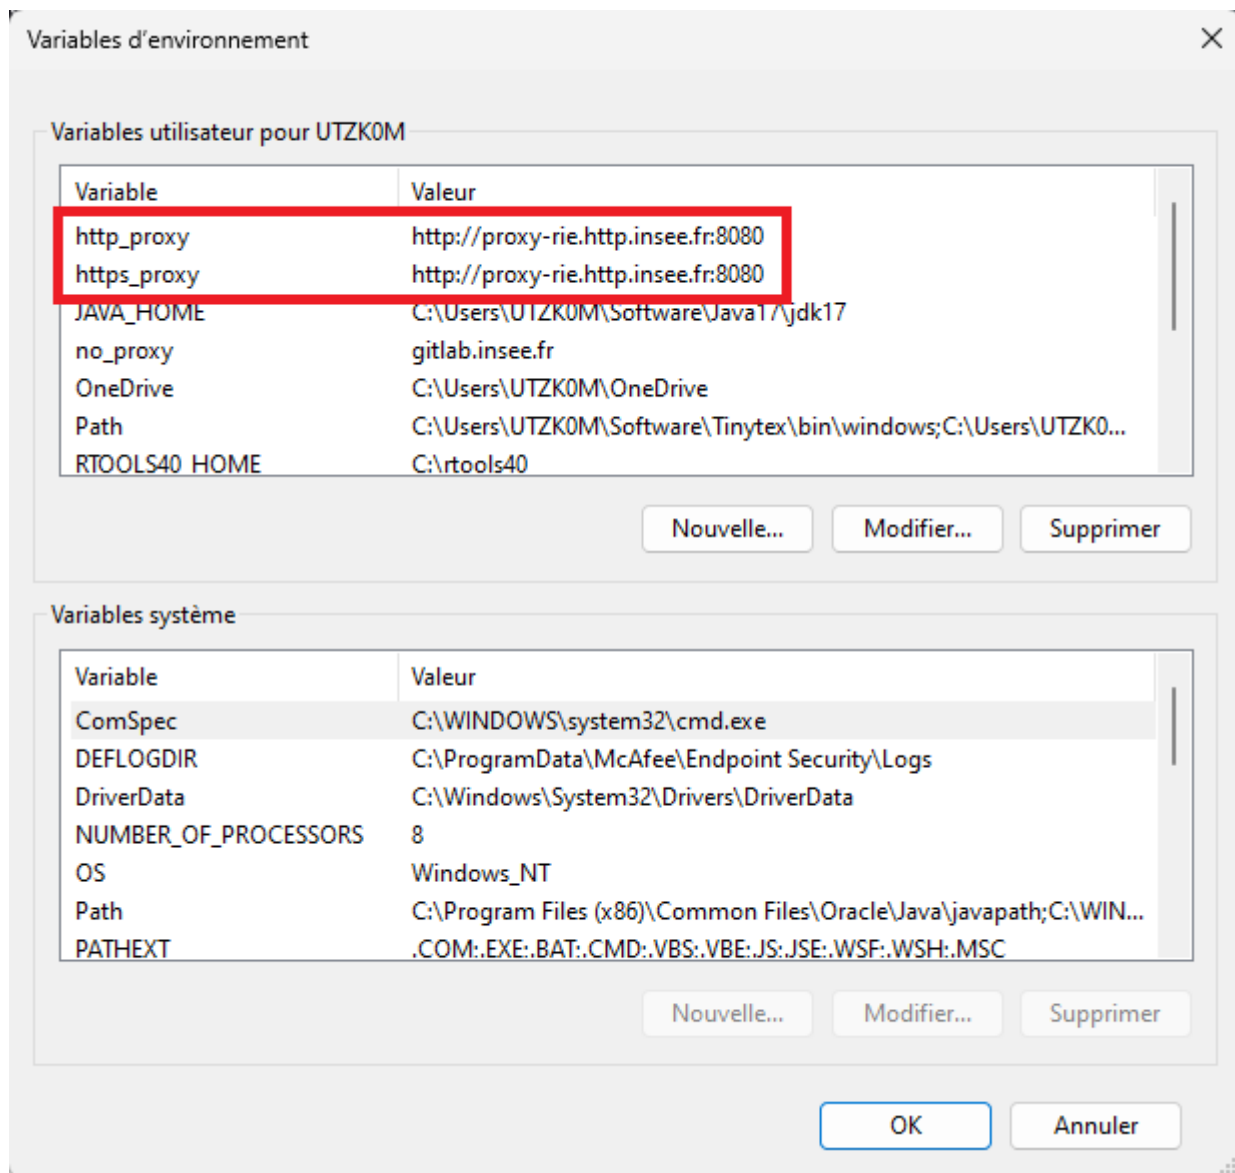 Variables d'environnement
Variables utilisateur pour UTZK0M
Variable Valeur
http_proxy http://proxy-rie.http.insee.fr:8080
https_proxy http://proxy-rie.http.insee.fr:8080
JAVA_HOME C:\Users\UTZK0M\Software\Java17\jdk17
no_proxy gitlab.insee.fr
OneDrive C:\Users\UTZK0M\OneDrive
Path C:\Users\UTZK0M\Software\Tinytex\bin\windows;C:\Users\UTZK0...
RTOOLS40_HOME C:\rtools40
Nouvelle... Modifier... Supprimer
Variables système
Variable Valeur
ComSpec C:\WINDOWS\system32\cmd.exe
DEFLOGDIR C:\ProgramData\McAfee\Endpoint Security\Logs
DriverData C:\Windows\System32\Drivers\DriverData
NUMBER_OF_PROCESSORS 8
OS Windows_NT
Path C:\Program Files (x86)\Common Files\Oracle\Java\javapath;C:\WIN...
PATHEXT .COM;.EXE;.BAT;.CMD;.VBS;.VBE;.JS;.JSE;.WSF;.WSH;.MSC
Nouvelle... Modifier... Supprimer
OK Annuler